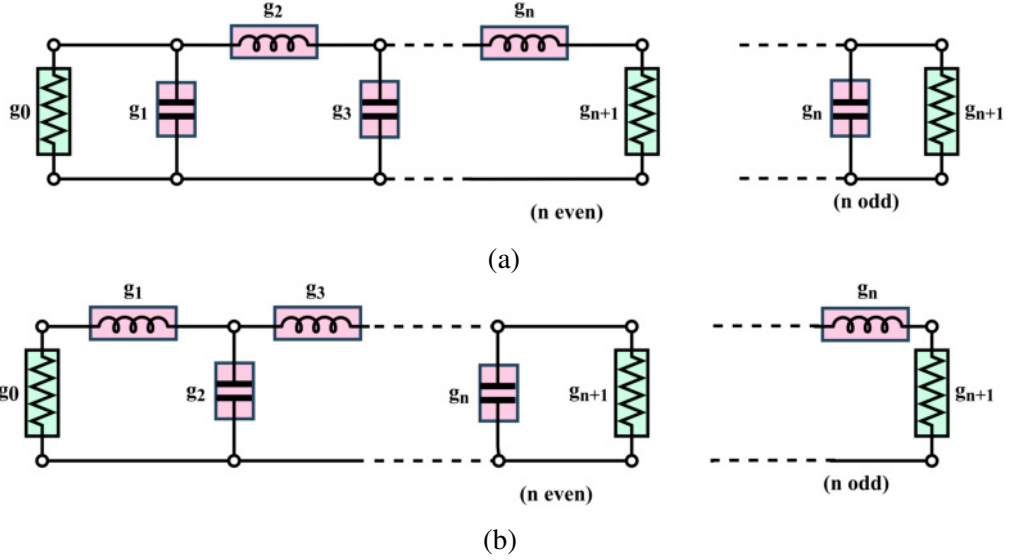 g2 gn
g0 g1 g3 gn+1 gn gn+1
(n even) (n odd)
(a)
g1 g3 gn
g0 g2 gn gn+1 gn+1
(n even) (n odd)
(b)